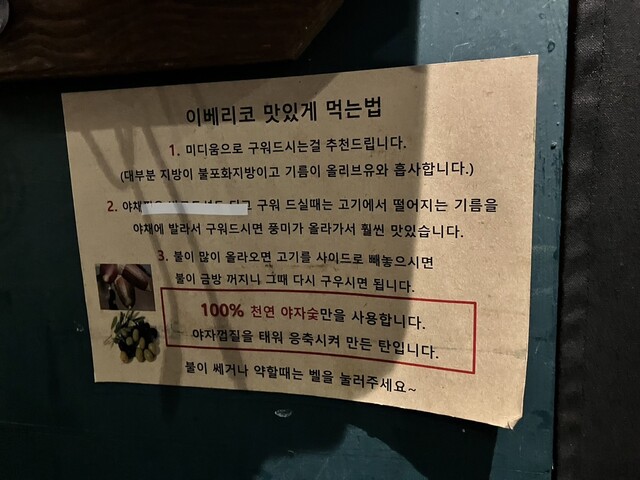 이베리코 맛있게 먹는법
1. 미디움으로 구워드시는걸 추천드립니다.
(대부분 지방이 불포화지방이고 기름이 올리브유와 흡사합니다.)
2. 야채 구워 드실때는 고기에서 떨어지는 기름을
야채에 발라서 구워드시면 풍미가 올라가서 훨씬 맛있습니다.
3. 불이 많이 올라오면 고기를 사이드로 빼놓으시면
불이 금방 꺼지니 그때 다시 구우시면 됩니다.
100% 천연 야자숯만을 사용합니다.
야자껍질을 태워 응축시켜 만든 탄입니다.
불이 쎄거나 약할때는 벨을 눌러주세요~